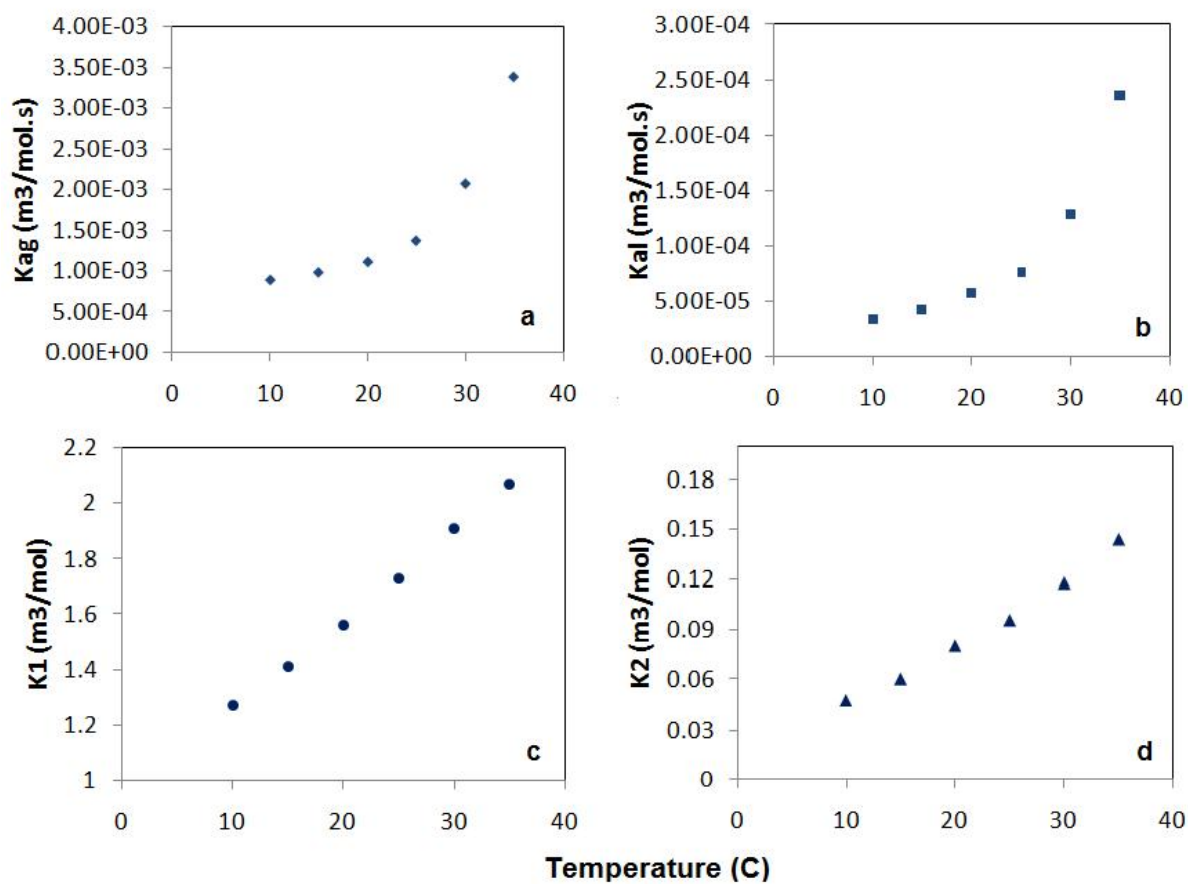 4.00E-03
3.50E-03
3.00E-03
2.50E-03
2.00E-03
1.50E-03
1.00E-03
5.00E-04
0.00E+00
Kag (m3/mol.s)
a
0 10 20 30 40
3.00E-04
2.50E-04
2.00E-04
1.50E-04
1.00E-04
5.00E-05
0.00E+00
Kal (m3/mol.s)
b
0 10 20 30 40
2.2
2
1.8
1.6
1.4
1.2
1
K1 (m3/mol)
c
0 10 20 30 40
0.18
0.15
0.12
0.09
0.06
0.03
0
K2 (m3/mol)
d
0 10 20 30 40
Temperature (C)